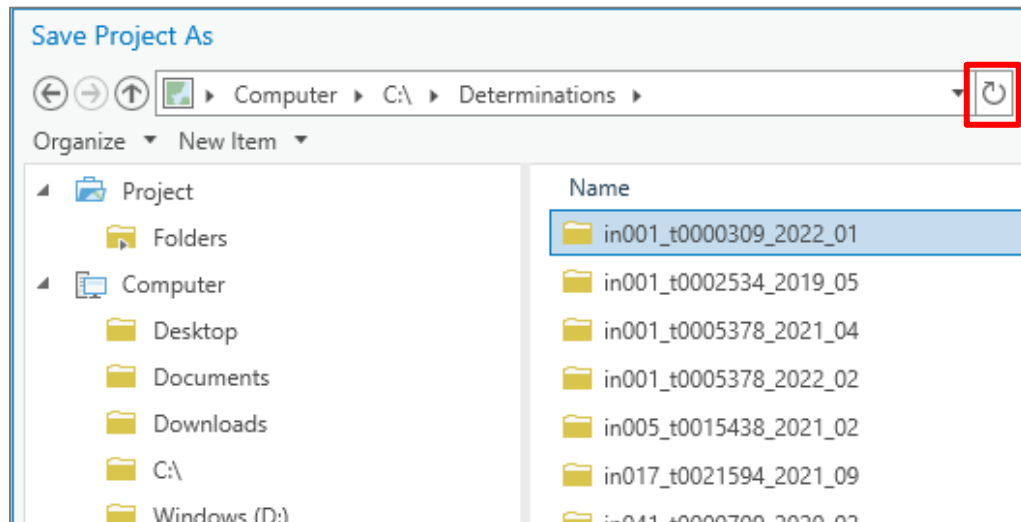 Save Project As
Computer C:\ Determinations
Organize New Item
Project
Folders
Computer
Desktop
Documents
Downloads
C:\
Windows (D:)
Name
in001_t0000309_2022_01
in001_t0002534_2019_05
in001_t0005378_2021_04
in001_t0005378_2022_02
in005_t0015438_2021_02
in017_t0021594_2021_09